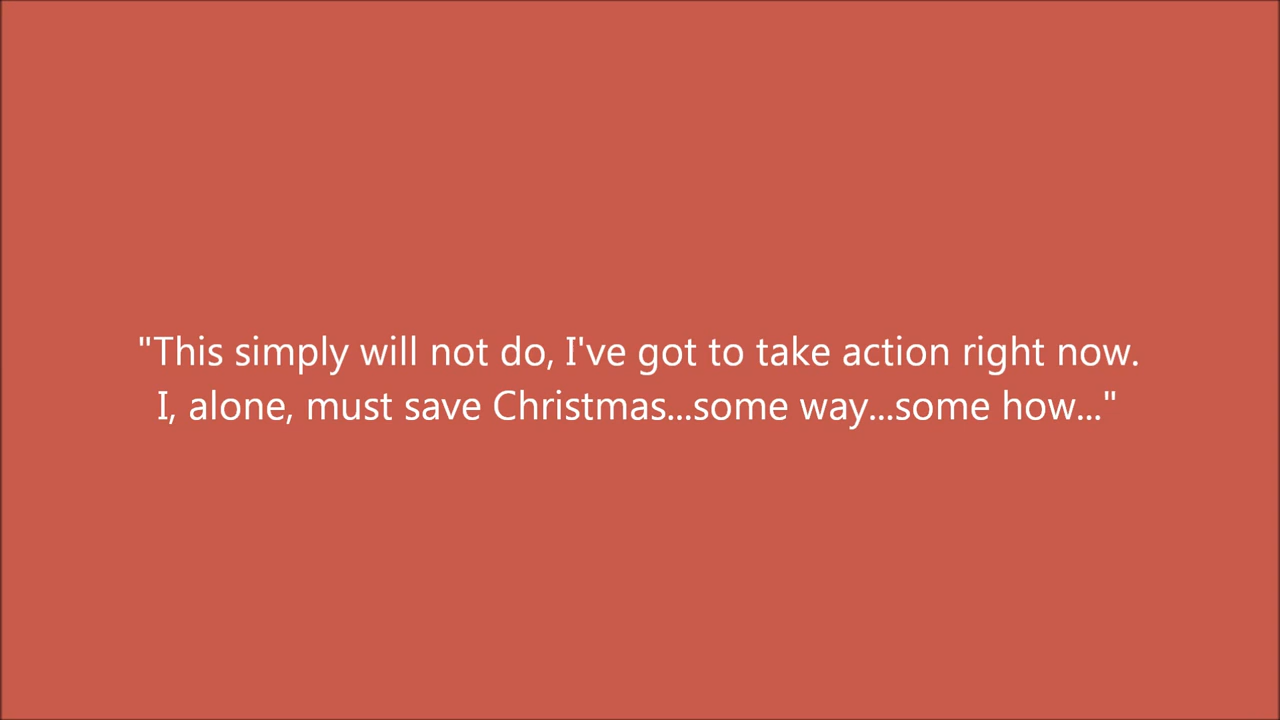 "This simply will not do, I've got to take action right now.
I, alone, must save Christmas...some way...some how..."